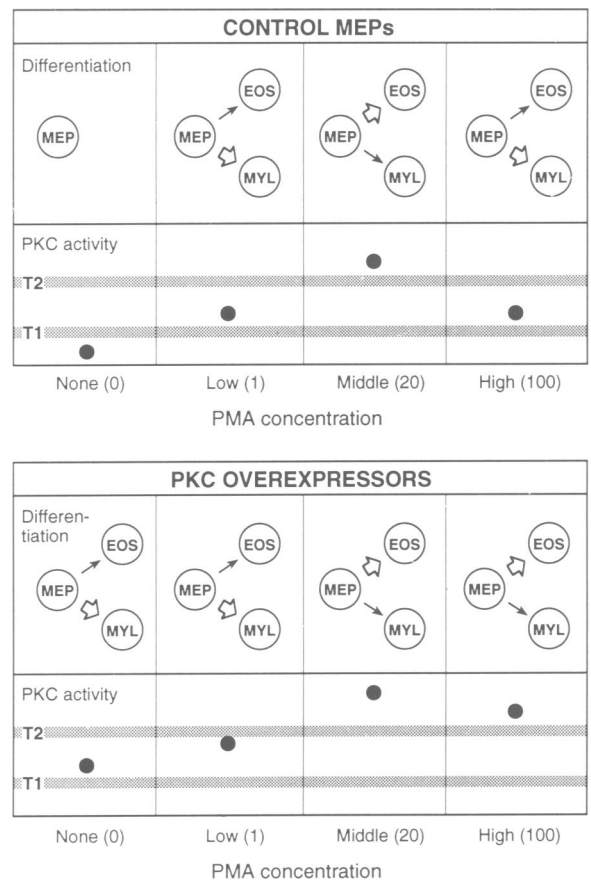 CONTROL MEPs
Differentiation
MEP
MEP EOS MYL
MEP EOS MYL
MEP EOS MYL
PKC activity
T2
T1
None (0) Low (1) Middle (20) High (100)
PMA concentration
PKC OVEREXPRESSORS
Differen-
tiation
MEP EOS MYL
MEP EOS MYL
MEP EOS MYL
MEP EOS MYL
PKC activity
T2
T1
None (0) Low (1) Middle (20) High (100)
PMA concentration